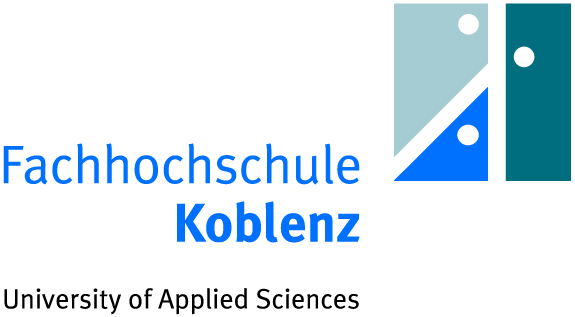 Fachhochschule
Koblenz
University of Applied Sciences